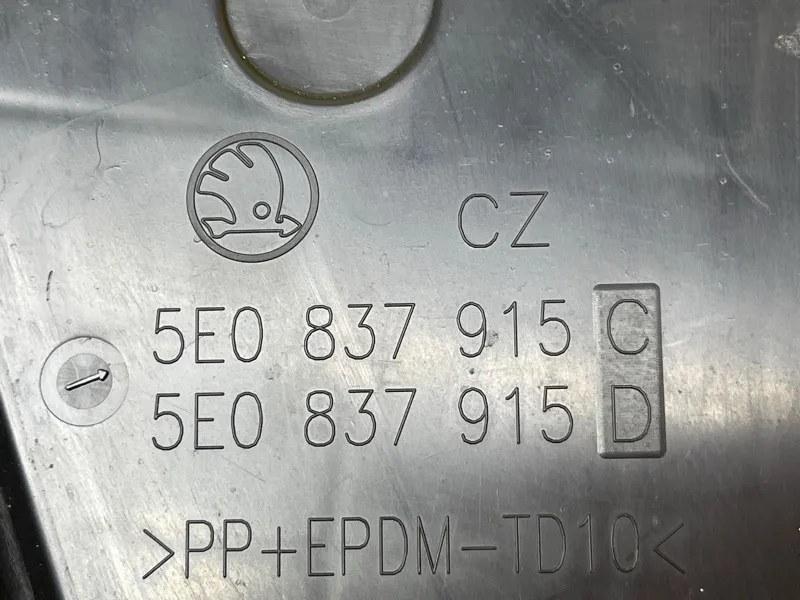 CZ
5E0 837 915 C
5E0 837 915 D
>PP+EPDM-TD10<